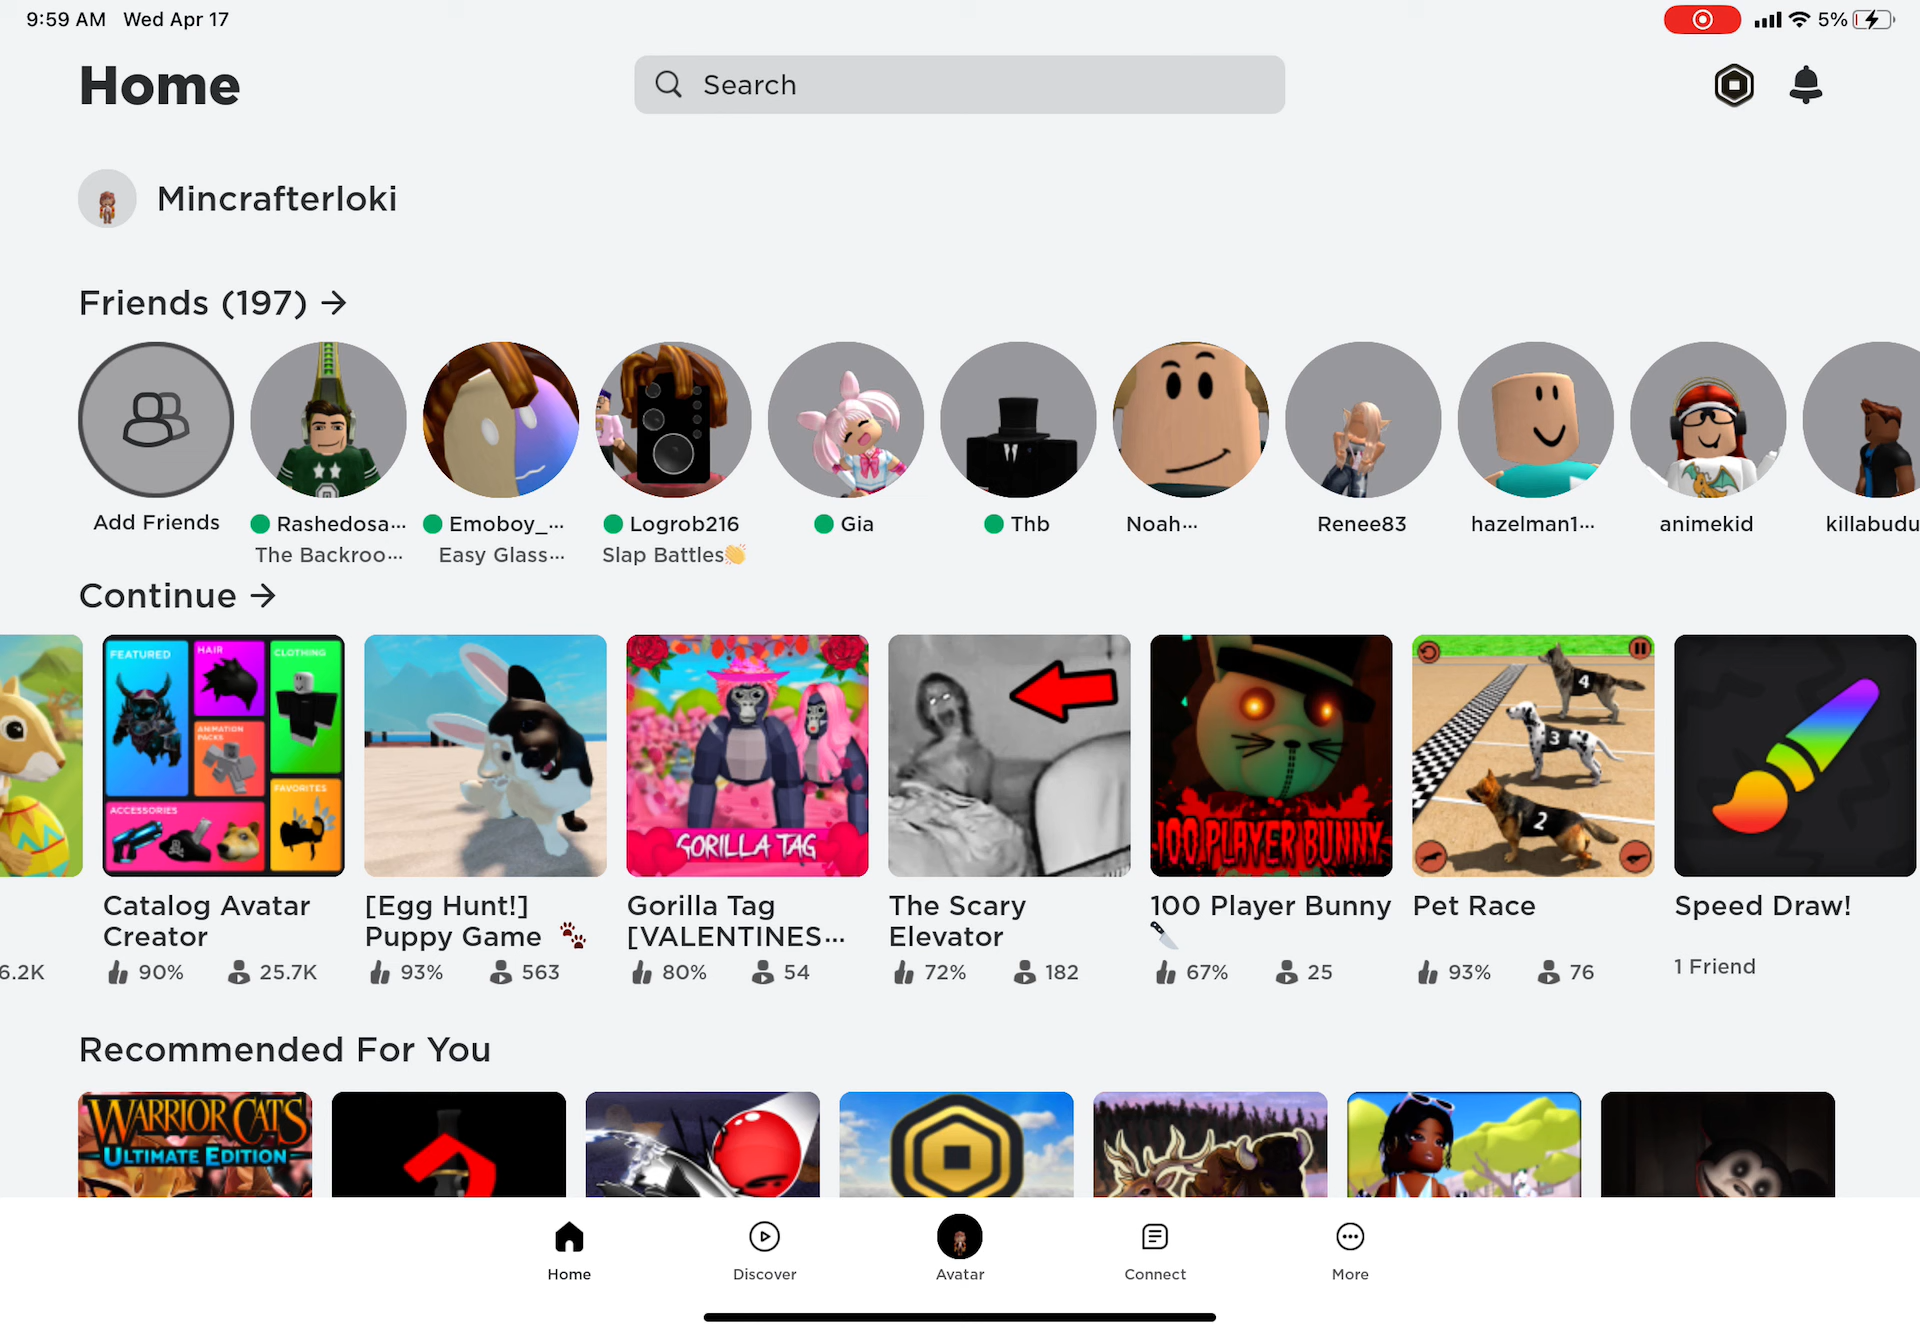 9:59 AM Wed Apr 17
5%
Home
Search
Mincrafterloki
Friends (197) →
Add Friends
Rashedosa...
Emoboy_...
Logrob216
Gia
Thb
Noah...
Renee83
hazelman1...
animekid
killabudu
The Backroo...
Easy Glass...
Slap Battles👏
Continue →
FEATURED
HAIR
CLOTHING
ANIMATION
PACKS
FAVORITES
ACCESSORIES
GORILLA TAG
100 PLAYER BUNNY
4
3
2
Catalog Avatar
Creator
[Egg Hunt!]
Puppy Game 🐾
Gorilla Tag
[VALENTINES...
The Scary
Elevator
100 Player Bunny
🔪
Pet Race
Speed Draw!
6.2K
90% 25.7K
93% 563
80% 54
72% 182
67% 25
93% 76
1 Friend
Recommended For You
WARRIOR CATS
ULTIMATE EDITION
Home
Discover
Avatar
Connect
More